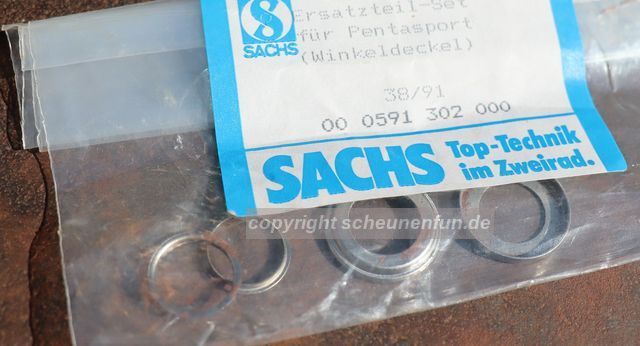 SACHS
Ersatzteil-Set
für Pentasport
(Winkeldeckel)
38/91
00 0591 302 000
SACHS Top-Technik
im Zweirad.
copyright scheunenfun.de